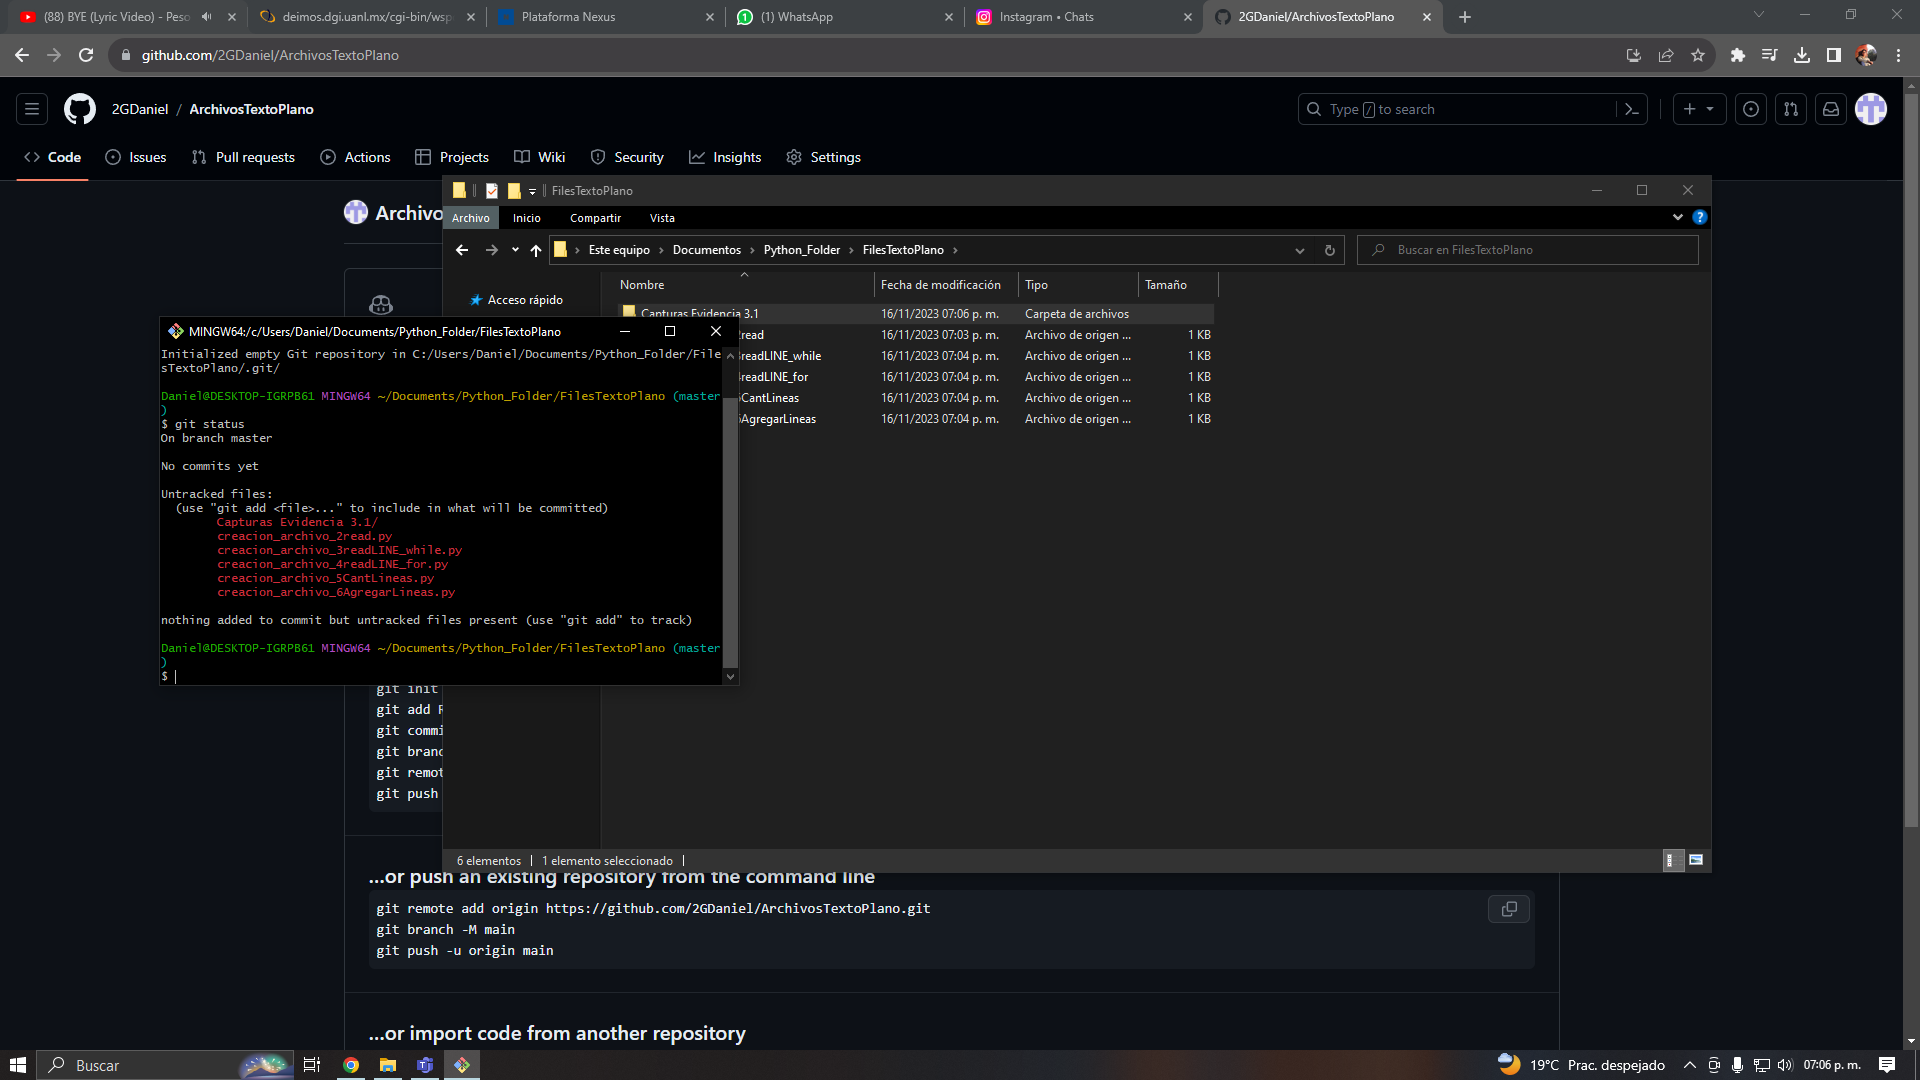 (88) BYE (Lyric Video) - Peso
deimos.dgi.uanl.mx/cgi-bin/wsp
Plataforma Nexus
(1) WhatsApp
Instagram • Chats
2GDaniel/ArchivosTextoPlano
github.com/2GDaniel/ArchivosTextoPlano
2GDaniel / ArchivosTextoPlano
Type / to search
Code
Issues
Pull requests
Actions
Projects
Wiki
Security
Insights
Settings
Archivo
FilesTextoPlano
Archivo
Inicio
Compartir
Vista
Este equipo > Documentos > Python_Folder > FilesTextoPlano >
Buscar en FilesTextoPlano
Acceso rápido
Nombre
Fecha de modificación
Tipo
Tamaño
Capturas Evidencia 3.1
16/11/2023 07:06 p. m.
Carpeta de archivos
2read
16/11/2023 07:03 p. m.
Archivo de origen ...
1 KB
3readLINE_while
16/11/2023 07:04 p. m.
Archivo de origen ...
1 KB
4readLINE_for
16/11/2023 07:04 p. m.
Archivo de origen ...
1 KB
5CantLineas
16/11/2023 07:04 p. m.
Archivo de origen ...
1 KB
6AgregarLineas
16/11/2023 07:04 p. m.
Archivo de origen ...
1 KB
6 elementos
1 elemento seleccionado
MINGW64:/c/Users/Daniel/Documents/Python_Folder/FilesTextoPlano
Initialized empty Git repository in C:/Users/Daniel/Documents/Python_Folder/File
sTextoPlano/.git/
Daniel@DESKTOP-IGRPB61 MINGW64 ~/Documents/Python_Folder/FilesTextoPlano (master
)
$ git status
On branch master
No commits yet
Untracked files:
(use "git add <file>..." to include in what will be committed)
Capturas Evidencia 3.1/
creacion_archivo_2read.py
creacion_archivo_3readLINE_while.py
creacion_archivo_4readLINE_for.py
creacion_archivo_5CantLineas.py
creacion_archivo_6AgregarLineas.py
nothing added to commit but untracked files present (use "git add" to track)
Daniel@DESKTOP-IGRPB61 MINGW64 ~/Documents/Python_Folder/FilesTextoPlano (master
)
$
git init
git add R
git commi
git branc
git remot
git push
...or push an existing repository from the command line
git remote add origin https://github.com/2GDaniel/ArchivosTextoPlano.git
git branch -M main
git push -u origin main
...or import code from another repository
Buscar
19°C Prac. despejado
07:06 p. m.